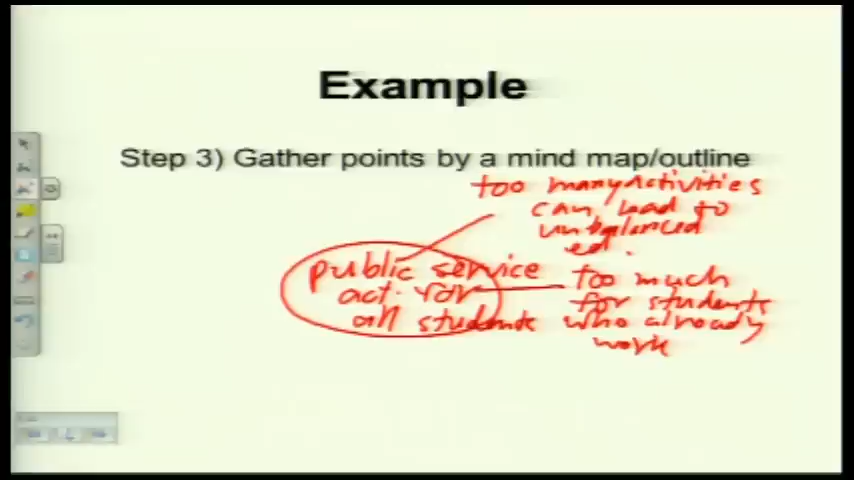 Example
Step 3) Gather points by a mind map/outline
too many activities
can lead to
unbalanced
ed.
public service
act. for
all students
too much
for students
who already
work